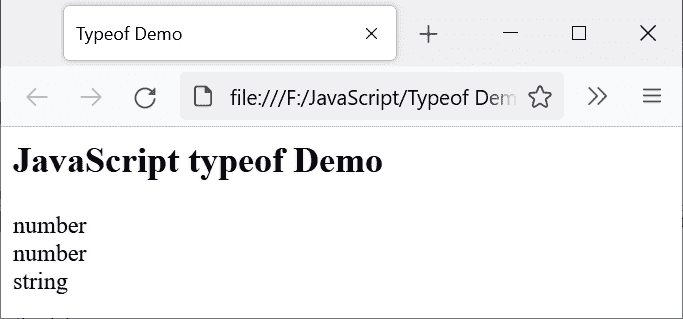 Typeof Demo
file:///F:/JavaScript/Typeof Dem
JavaScript typeof Demo
number
number
string